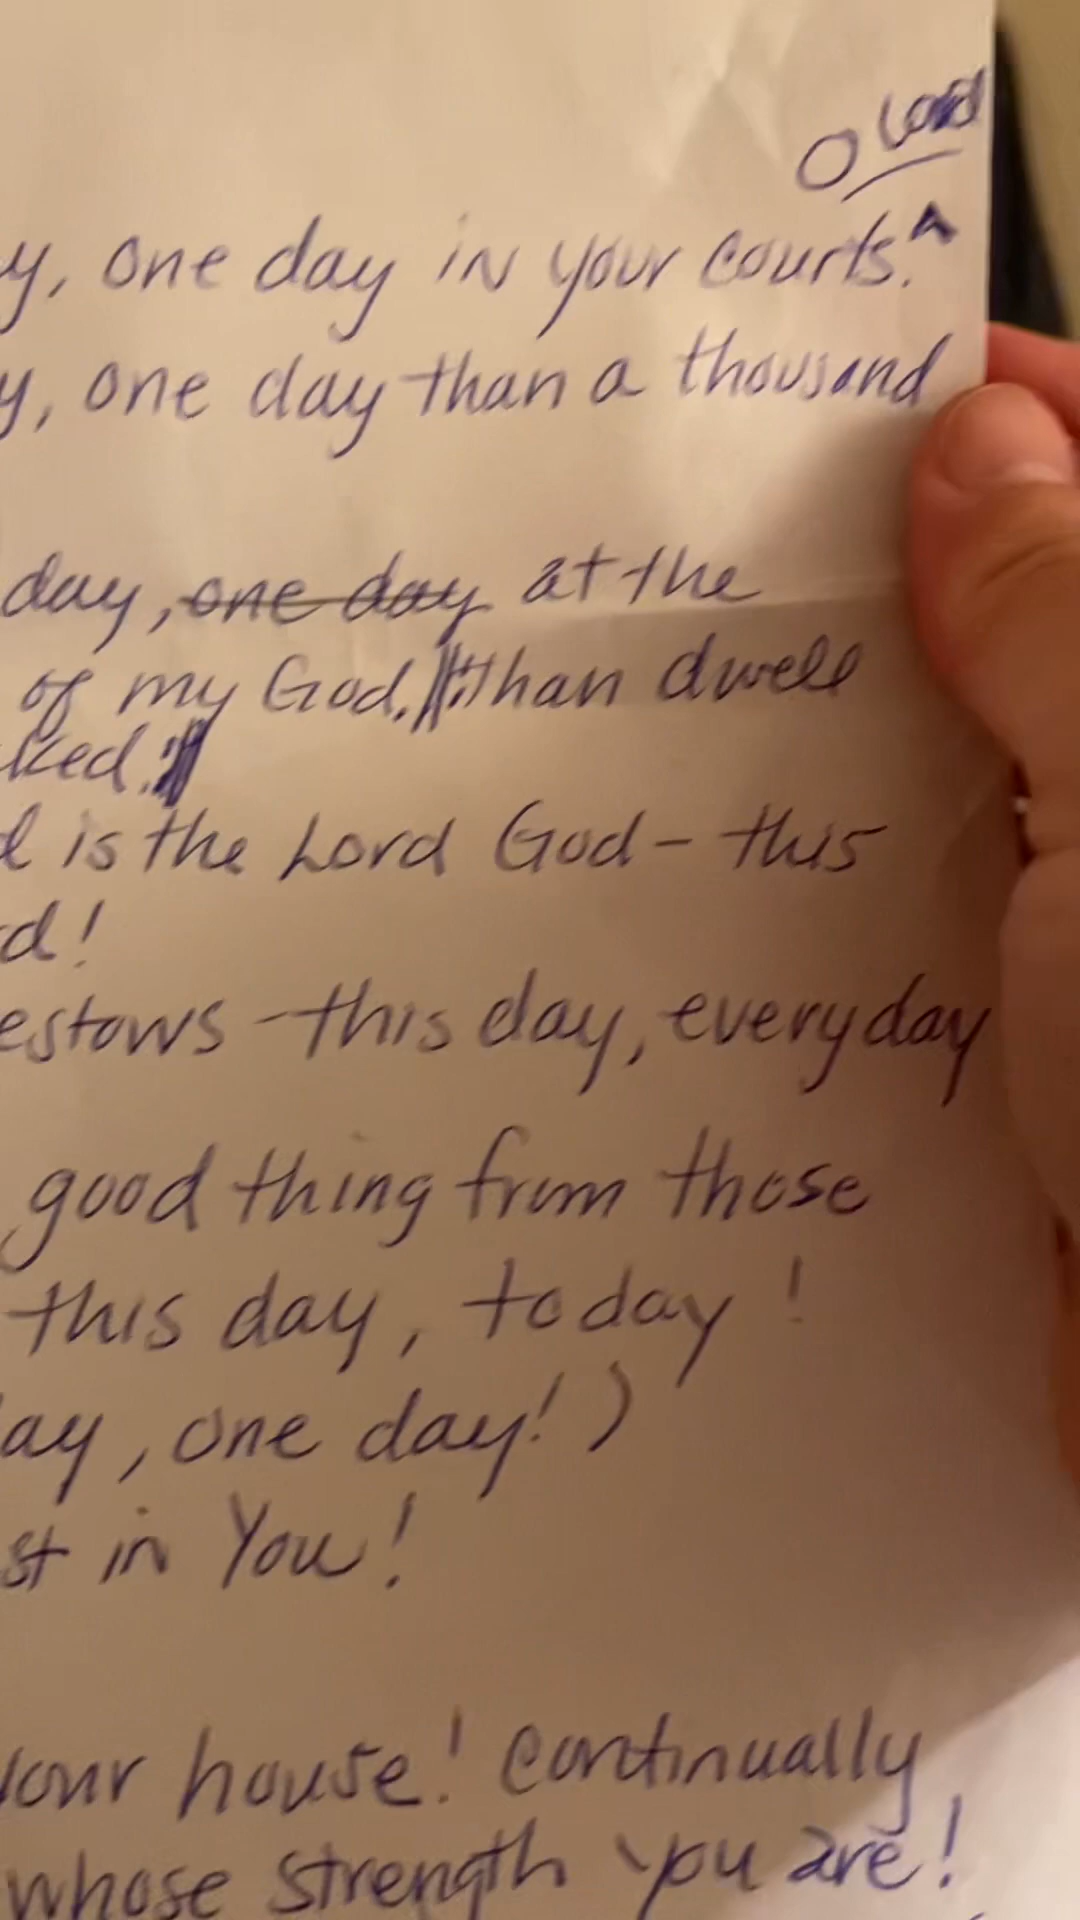 O Lord
y, one day in your courts.^
y, one day than a thousand
day, one day at the
of my God. than dwell
ked.
d is the Lord God - this
d!
estows - this day, everyday
good thing from those
this day, today!
ay, one day!)
st in You!
your house! Continually
whose strength you are!